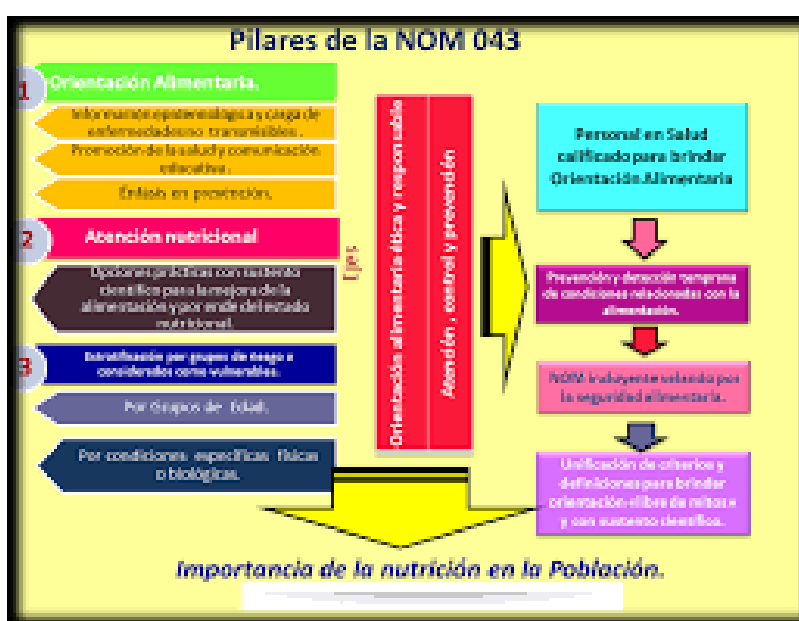 Pilares de la NOM 043
1
Orientación Alimentaria.
Información epidemiológica y carga de
enfermedades no transmisibles.
Promoción de la salud y comunicación
educativa.
Énfasis en prevención.
2
Atención nutricional
Opciones prácticas con sustento
científico para la mejora de la
alimentación y por ende del estado
nutricional.
3
Estratificación por grupos de riesgo o
considerados como vulnerables.
Por Grupos de Edad.
Por condiciones específicas físicas
o biológicas.
Ejes
Orientación alimentaria ética y responsable
Atención, control y prevención
Personal en Salud
calificado para brindar
Orientación Alimentaria
Prevención y detección temprana
de condiciones relacionadas con la
alimentación.
NOM incluyente velando por
la seguridad alimentaria.
Unificación de criterios y
definiciones para brindar
orientación «libre de mitos»
y con sustento científico.
Importancia de la nutrición en la Población.